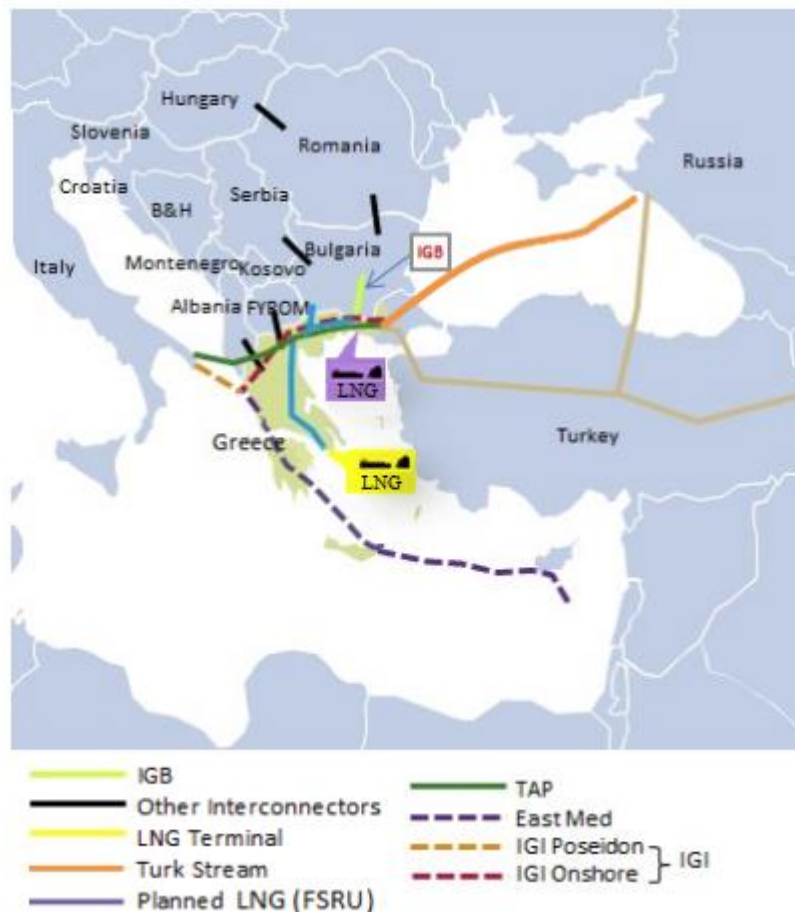 Hungary
Slovenia
Romania
Russia
Croatia
Serbia
B&H
Bulgaria
IGB
Italy
Montenegro
Kosovo
Albania
FYROM
LNG
Greece
Turkey
LNG
IGB
Other Interconnectors
LNG Terminal
Turk Stream
Planned LNG (FSRU)
TAP
East Med
IGI Poseidon
IGI
IGI Onshore